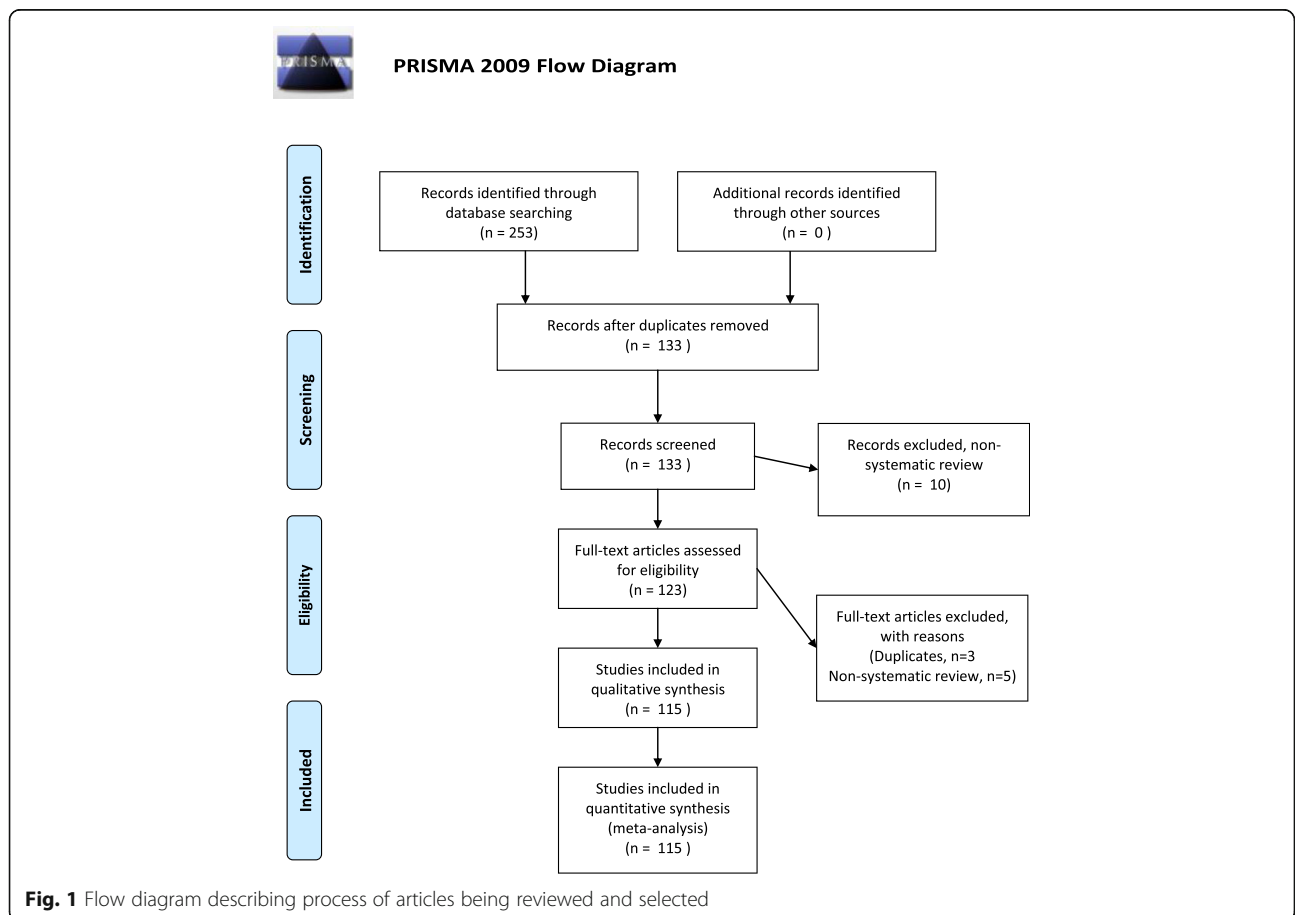 PRISMA
PRISMA 2009 Flow Diagram
Identification
Records identified through
database searching
(n = 253)
Additional records identified
through other sources
(n = 0 )
Records after duplicates removed
(n = 133 )
Screening
Records screened
(n = 133 )
Records excluded, non-
systematic review
(n = 10)
Eligibility
Full-text articles assessed
for eligibility
(n = 123)
Full-text articles excluded,
with reasons
(Duplicates, n=3
Non-systematic review, n=5)
Studies included in
qualitative synthesis
(n = 115 )
Included
Studies included in
quantitative synthesis
(meta-analysis)
(n = 115 )
Fig. 1 Flow diagram describing process of articles being reviewed and selected